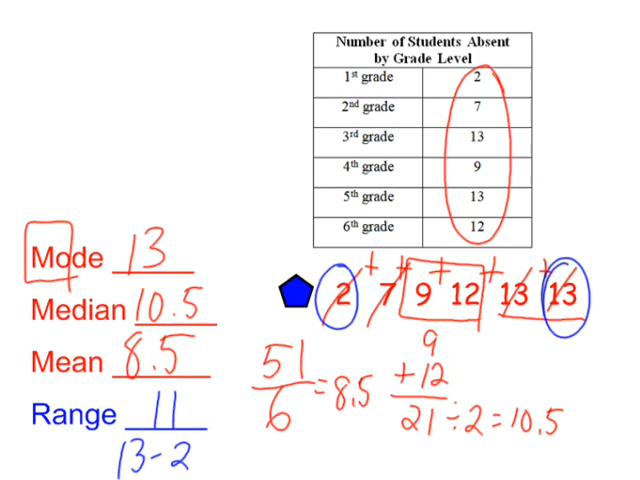 Number of Students Absent
by Grade Level
1st grade 2
2nd grade 7
3rd grade 13
4th grade 9
5th grade 13
6th grade 12
Mode 13
Median 10.5
Mean 8.5
Range 11
13-2
2 + 7 + 9 + 12 + 13 + 13
51
6
=8.5
9
+12
21÷2=10.5